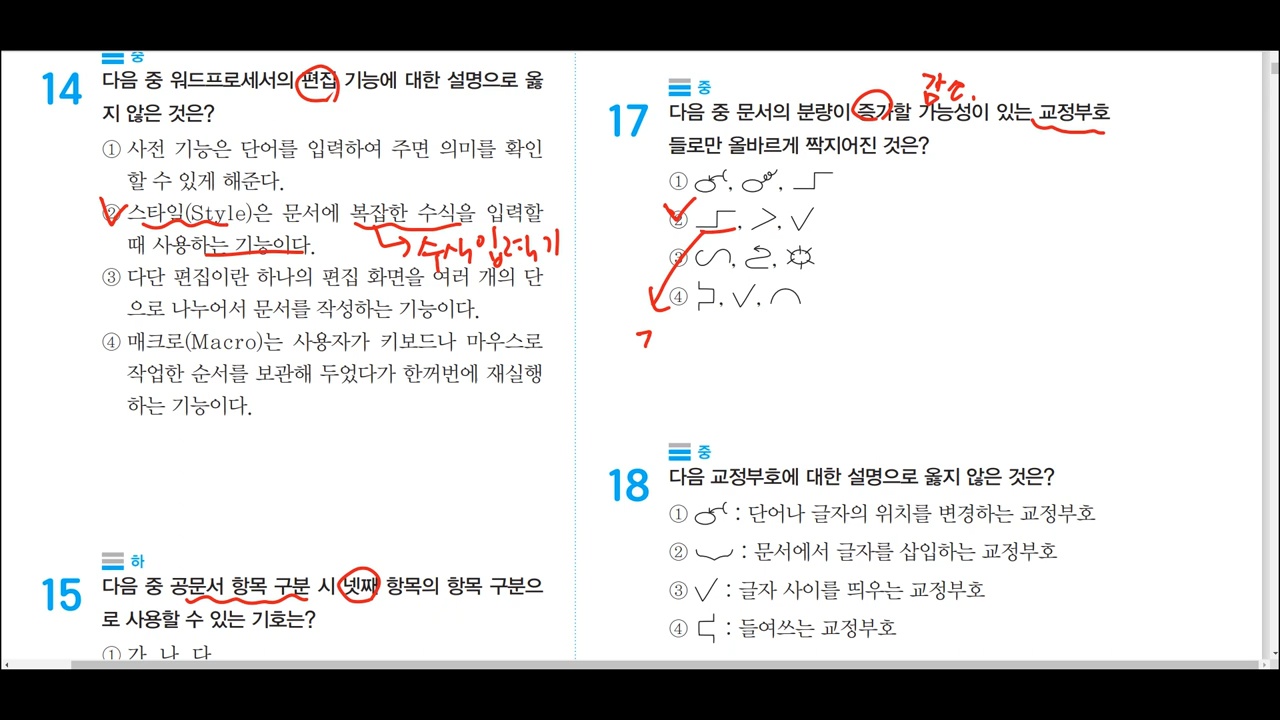 중
14 다음 중 워드프로세서의 편집 기능에 대한 설명으로 옳
지 않은 것은?
① 사전 기능은 단어를 입력하여 주면 의미를 확인
할 수 있게 해준다.
② 스타일(Style)은 문서에 복잡한 수식을 입력할
때 사용하는 기능이다.
수식입력기
③ 다단 편집이란 하나의 편집 화면을 여러 개의 단
으로 나누어서 문서를 작성하는 기능이다.
④ 매크로(Macro)는 사용자가 키보드나 마우스로
작업한 순서를 보관해 두었다가 한꺼번에 재실행
하는 기능이다.
하
15 다음 중 공문서 항목 구분 시 넷째 항목의 항목 구분으
로 사용할 수 있는 기호는?
① 가, 나, 다
중
감소.
17 다음 중 문서의 분량이 증가할 가능성이 있는 교정부호
들로만 올바르게 짝지어진 것은?
①
②
③
④
중
18 다음 교정부호에 대한 설명으로 옳지 않은 것은?
① : 단어나 글자의 위치를 변경하는 교정부호
② : 문서에서 글자를 삽입하는 교정부호
③ : 글자 사이를 띄우는 교정부호
④ : 들여쓰는 교정부호